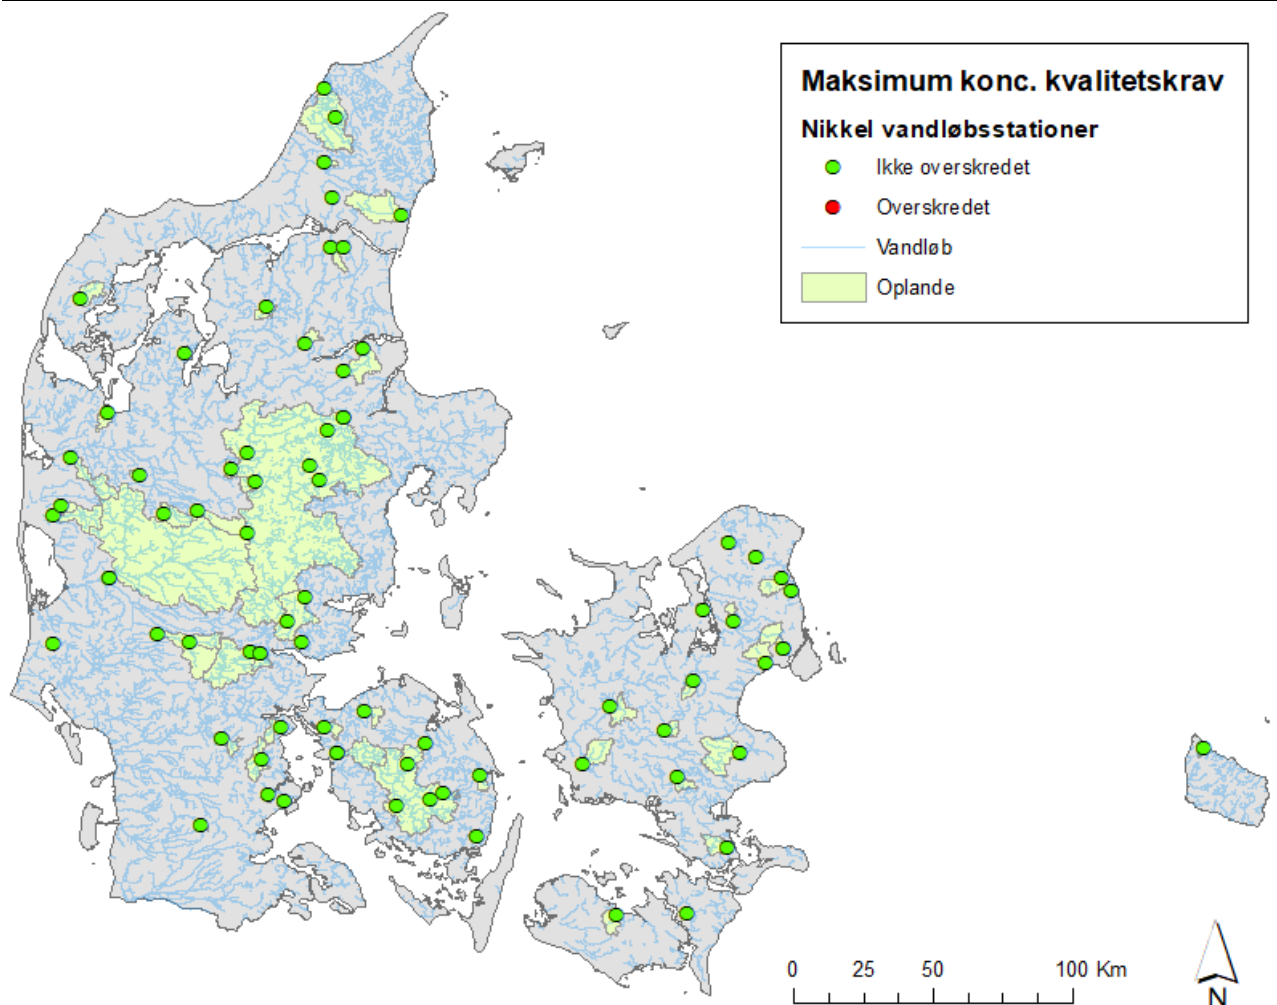 Maksimum konc. kvalitetskrav
Nikkel vandløbsstationer
Ikke overskredet
Overskredet
Vandløb
Oplande
0 25 50 100 Km
N